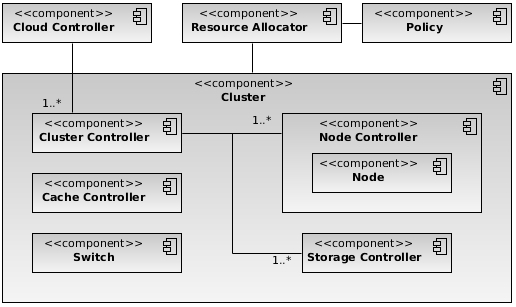 <<component>>
Cloud Controller
<<component>>
Resource Allocator
<<component>>
Policy
<<component>>
Cluster
1..*
<<component>>
Cluster Controller
1..*
<<component>>
Node Controller
<<component>>
Node
<<component>>
Cache Controller
<<component>>
Switch
1..*
<<component>>
Storage Controller